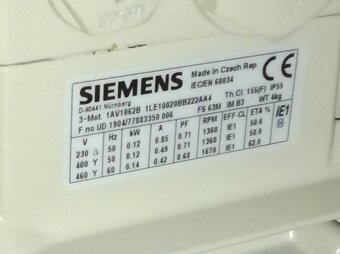 SIEMENS Made in Czech Rep. CE
D-90441 Nürnberg IEC/EN 60034
3-Mot. 1AV1062B 1LE10020BB222AA4 Th.Cl. 155(F) IP55
F no UD 1904/77883350 006 FS 63M IM B3 WT 4kg
V Hz kW A PF RPM EFF-CL ETA % IE1
230 Δ 50 0.12 0.85 0.71 1360 IE1 50.0
400 Y 50 0.12 0.49 0.71 1360 IE1 50.0
460 Y 60 0.14 0.42 0.68 1670 IE1 62.0